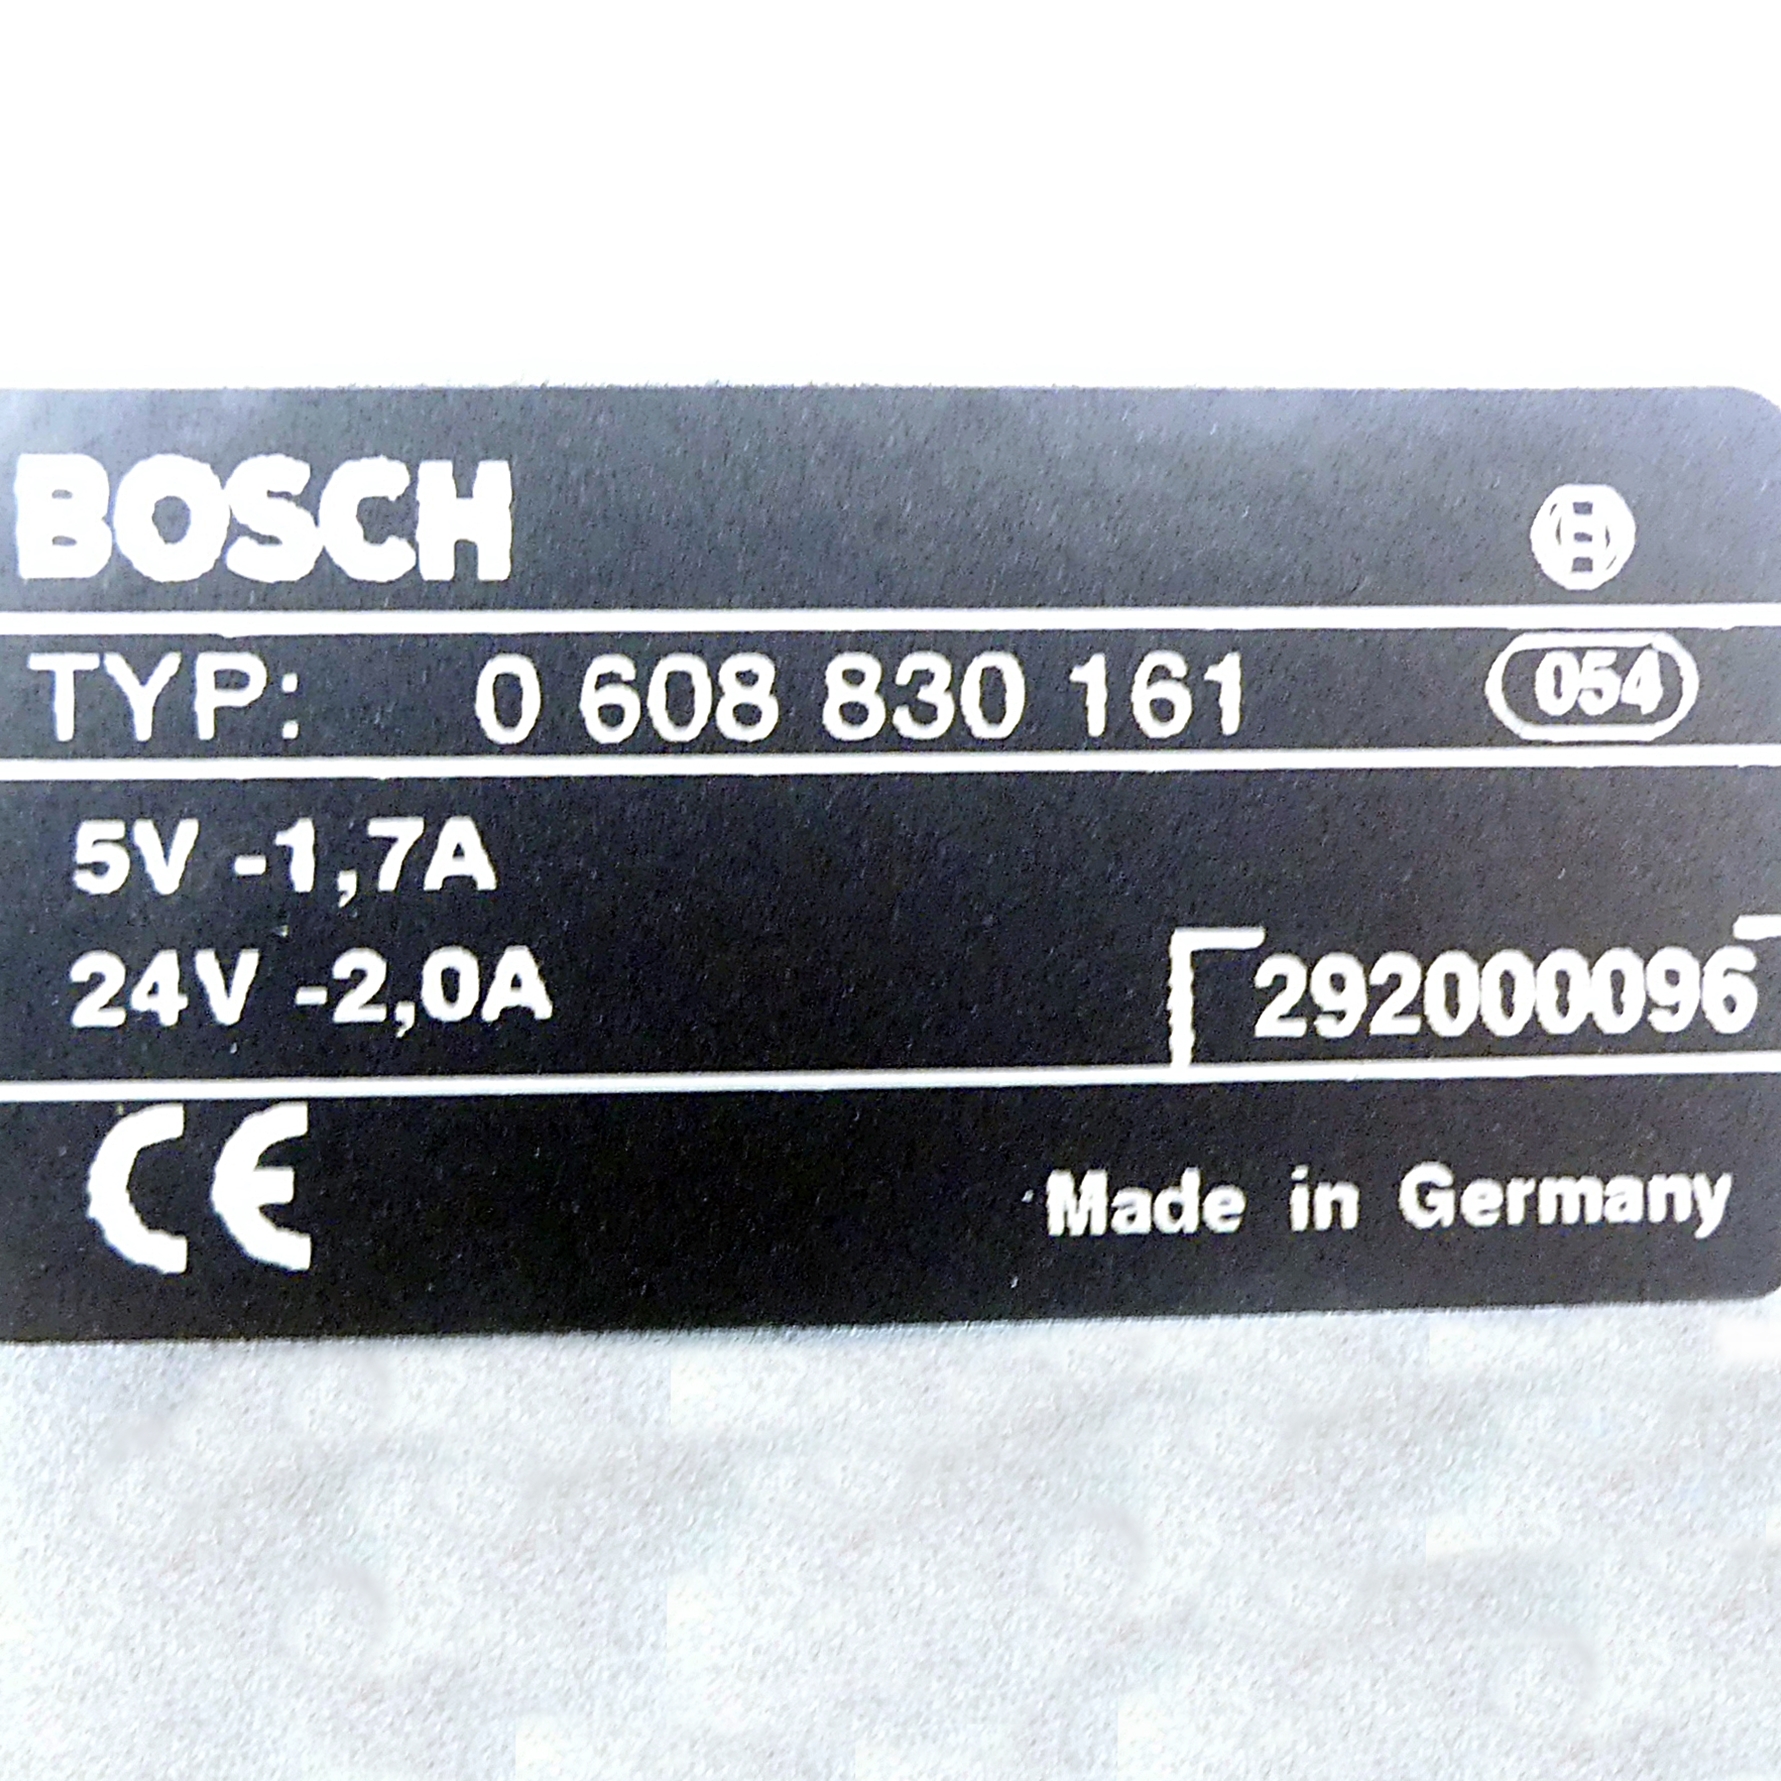 BOSCH
TYP: 0 608 830 161 054
5V -1,7A
24V -2,0A
292000096
CE
Made in Germany